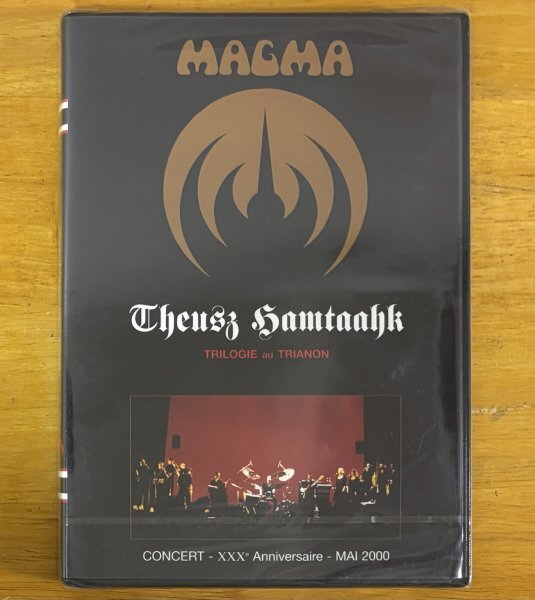 MAGMA
Theusz Hamtaahk
TRILOGIE au TRIANON
CONCERT - XXXe Anniversaire - MAI 2000